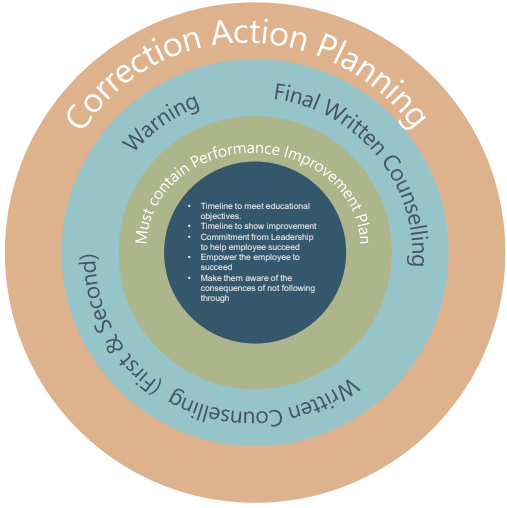 Correction Action Planning
Warning
Final Written Counselling
Written Counselling (First & Second)
Must contain Performance Improvement Plan
• Timeline to meet educational
objectives.
• Timeline to show improvement
• Commitment from Leadership
to help employee succeed
• Empower the employee to
succeed
• Make them aware of the
consequences of not following
through